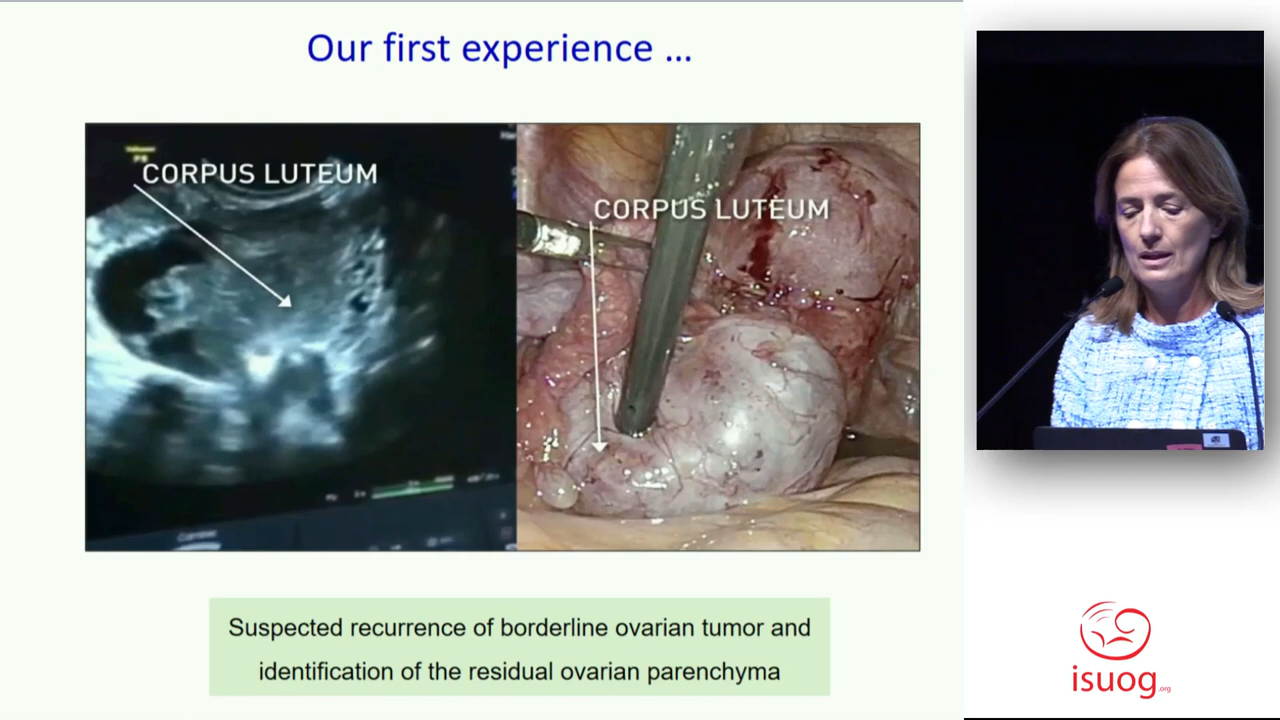 Our first experience ...
CORPUS LUTEUM
CORPUS LUTEUM
Suspected recurrence of borderline ovarian tumor and
identification of the residual ovarian parenchyma
isuog.org